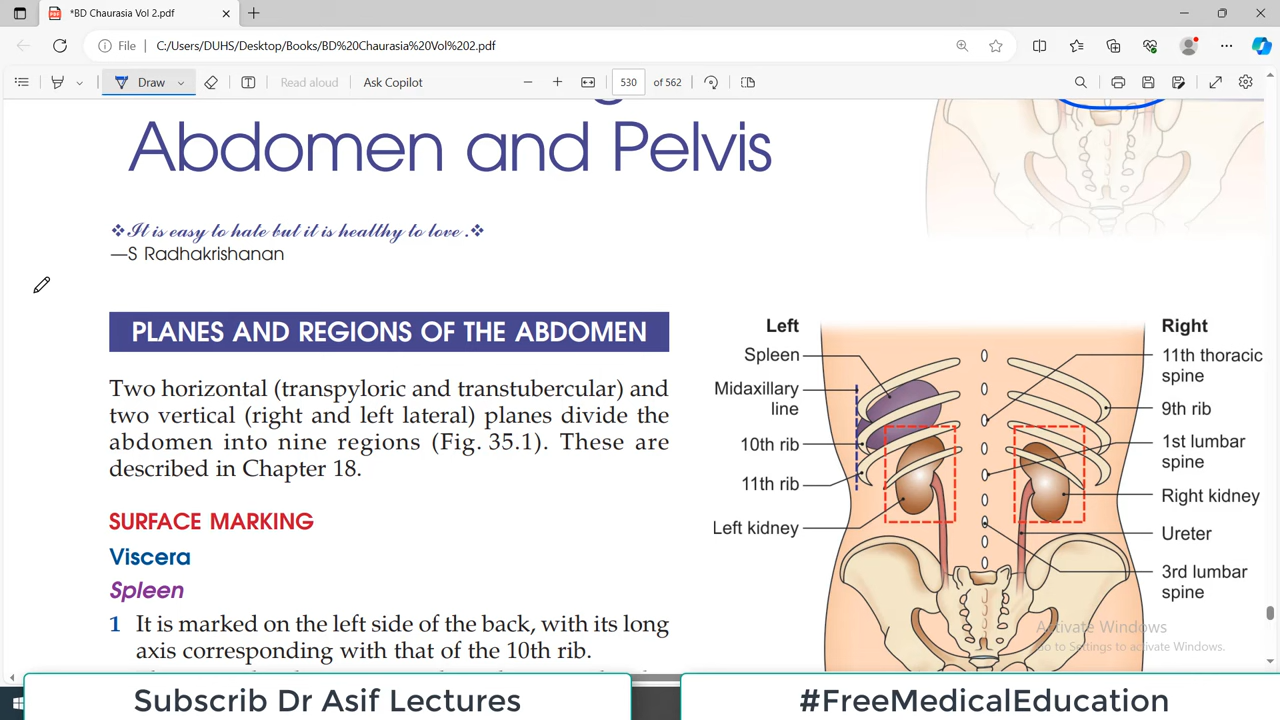 *BD Chaurasia Vol 2.pdf
File
C:/Users/DUHS/Desktop/Books/BD%20Chaurasia%20Vol%202.pdf
Draw
Read aloud
Ask Copilot
530 of 562
Abdomen and Pelvis
❖It is easy to hate but it is healthy to love .❖
—S Radhakrishanan
PLANES AND REGIONS OF THE ABDOMEN
Two horizontal (transpyloric and transtubercular) and
two vertical (right and left lateral) planes divide the
abdomen into nine regions (Fig. 35.1). These are
described in Chapter 18.
SURFACE MARKING
Viscera
Spleen
1 It is marked on the left side of the back, with its long
axis corresponding with that of the 10th rib.
Left
Spleen
Midaxillary
line
10th rib
11th rib
Left kidney
Right
11th thoracic
spine
9th rib
1st lumbar
spine
Right kidney
Ureter
3rd lumbar
spine
Activate Windows
Go to Settings to activate Windows.
Subscrib Dr Asif Lectures
#FreeMedicalEducation